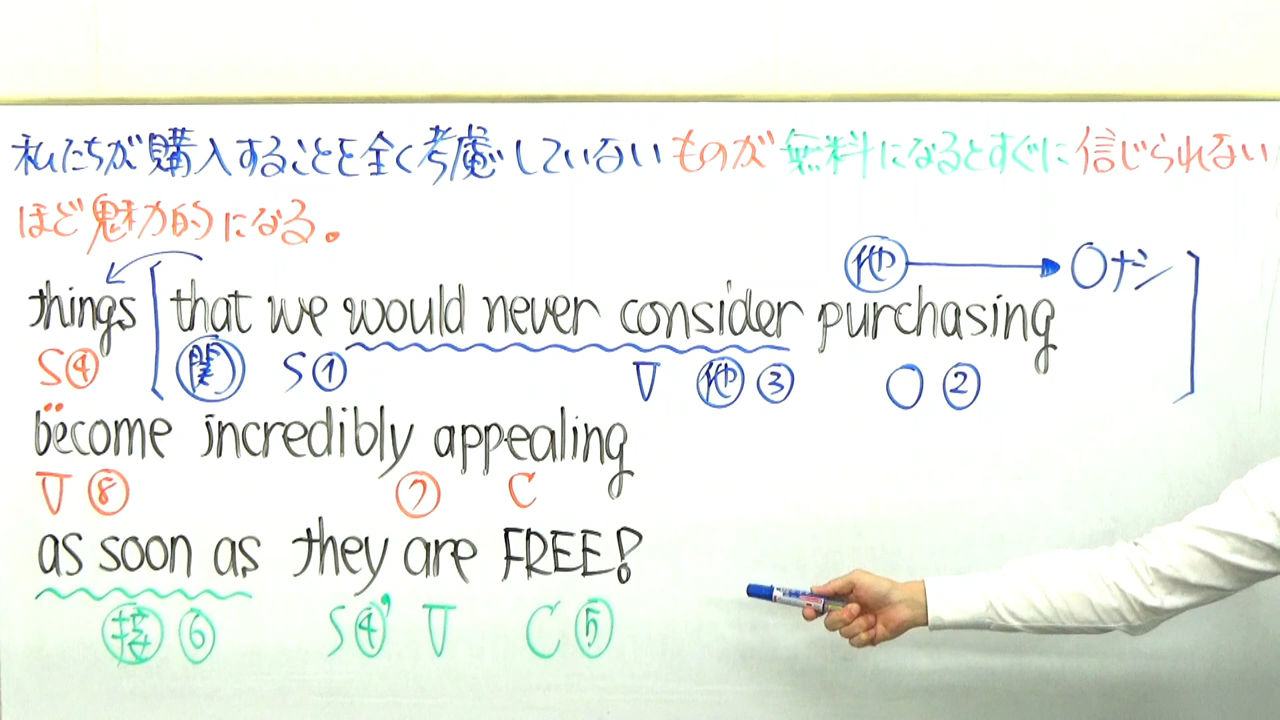 私たちが購入することを全く考慮していないものが無料になるとすぐに信じられない
ほど魅力的になる。
他 → Oナシ
things [that we would never consider purchasing]
S④ 関 S① V 他③ O②
become incredibly appealing
V⑧ ⑦ C
as soon as they are FREE!
接⑥ S④' V C⑤